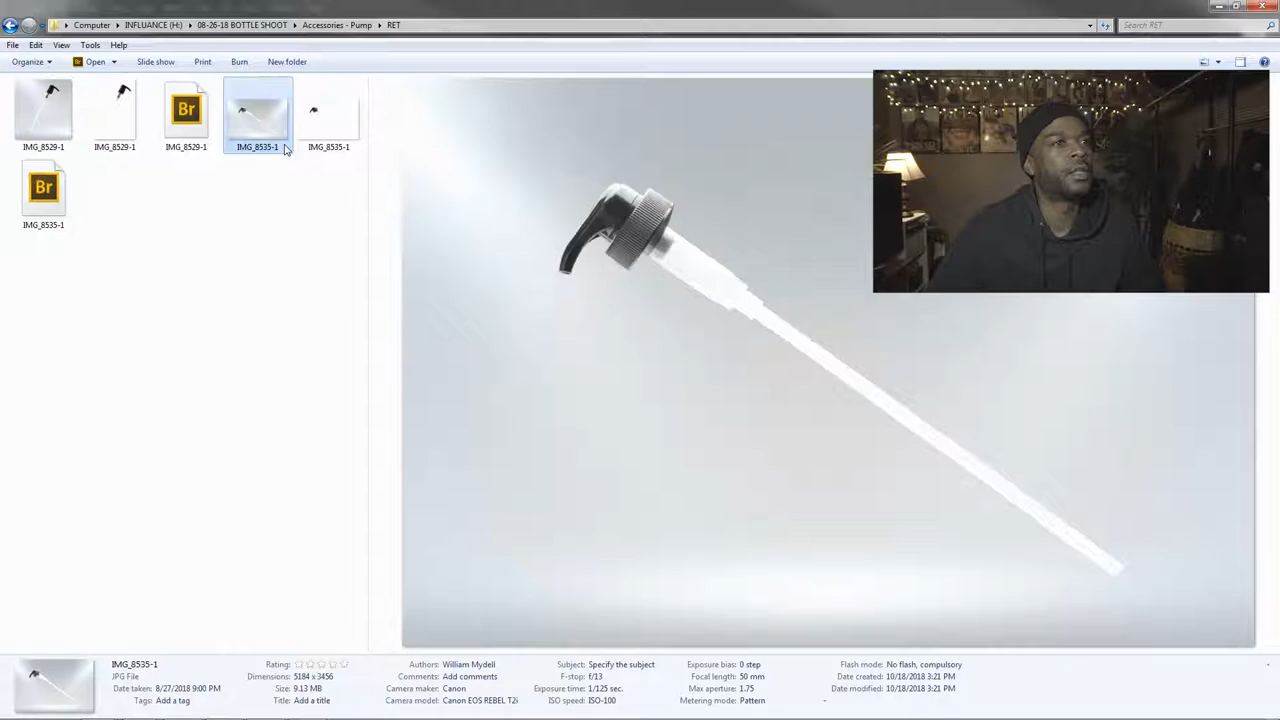 Computer ▸ INFLUANCE (H:) ▸ 08-26-18 BOTTLE SHOOT ▸ Accessories - Pump ▸ RET
Search RET
File Edit View Tools Help
Organize Br Open Slide show Print Burn New folder
Br
IMG_8529-1 IMG_8529-1 IMG_8529-1 IMG_8535-1 IMG_8535-1
Br
IMG_8535-1
IMG_8535-1
JPG File
Date taken: 8/27/2018 9:00 PM
Rating:
Dimensions: 5184 x 3456
Size: 9.13 MB
Tags: Add a tag
Title: Add a title
Authors: William Mydell
Comments: Add comments
Camera maker: Canon
Camera model: Canon EOS REBEL T2i
Subject: Specify the subject
F-stop: f/13
Exposure time: 1/125 sec.
ISO speed: ISO-100
Exposure bias: 0 step
Focal length: 50 mm
Max aperture: 1.75
Metering mode: Pattern
Flash mode: No flash, compulsory
Date created: 10/18/2018 3:21 PM
Date modified: 10/18/2018 3:21 PM